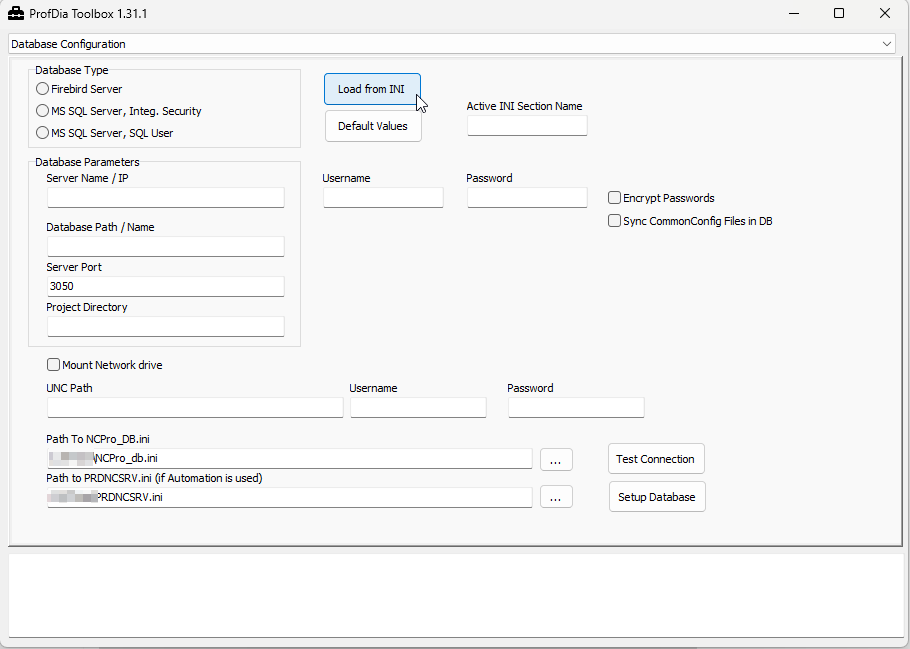 ProfDia Toolbox 1.31.1
Database Configuration
Database Type
Firebird Server
MS SQL Server, Integ. Security
MS SQL Server, SQL User
Load from INI
Default Values
Active INI Section Name
Database Parameters
Server Name / IP
Username
Password
Encrypt Passwords
Sync CommonConfig Files in DB
Database Path / Name
Server Port
3050
Project Directory
Mount Network drive
UNC Path
Username
Password
Path To NCPro_DB.ini
\NCPro_db.ini
...
Test Connection
Path to PRDNCSRV.ini (if Automation is used)
PRDNCSRV.ini
...
Setup Database